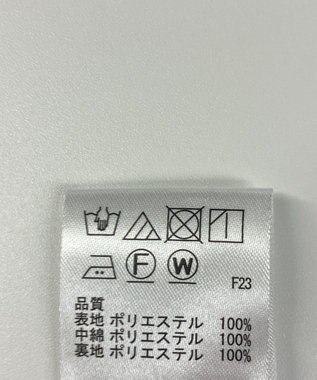 F W
F23
品質
表地 ポリエステル 100%
中綿 ポリエステル 100%
裏地 ポリエステル 100%